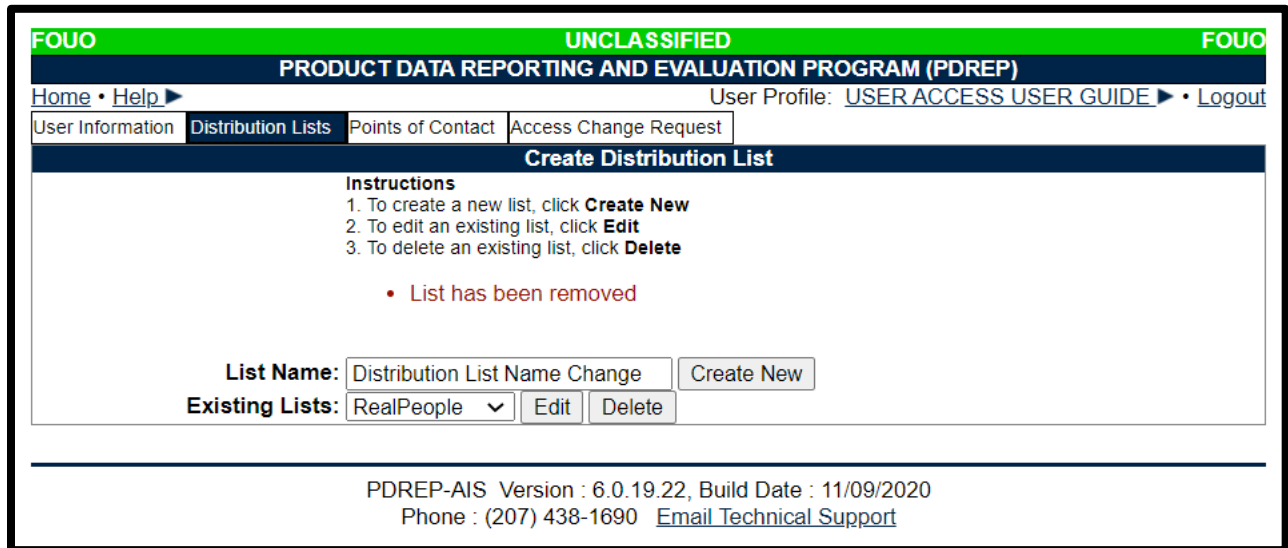 FOUO UNCLASSIFIED FOUO
PRODUCT DATA REPORTING AND EVALUATION PROGRAM (PDREP)
Home • Help ▶ User Profile: USER ACCESS USER GUIDE ▶ • Logout
User Information Distribution Lists Points of Contact Access Change Request
Create Distribution List
Instructions
1. To create a new list, click Create New
2. To edit an existing list, click Edit
3. To delete an existing list, click Delete
• List has been removed
List Name: Distribution List Name Change Create New
Existing Lists: RealPeople Edit Delete
PDREP-AIS Version : 6.0.19.22, Build Date : 11/09/2020
Phone : (207) 438-1690 Email Technical Support